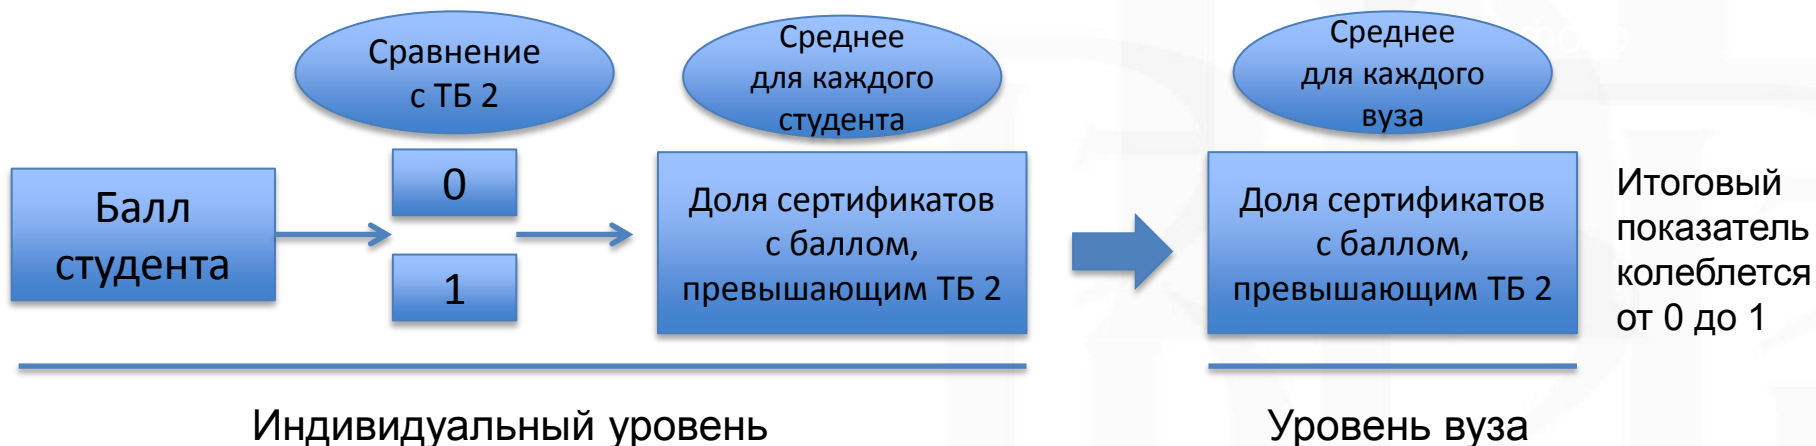 Сравнение
с ТБ 2
Среднее
для каждого
студента
Среднее
для каждого
вуза
Балл
студента
0
1
Доля сертификатов
с баллом,
превышающим ТБ 2
Доля сертификатов
с баллом,
превышающим ТБ 2
Итоговый
показатель
колеблется
от 0 до 1
Индивидуальный уровень
Уровень вуза